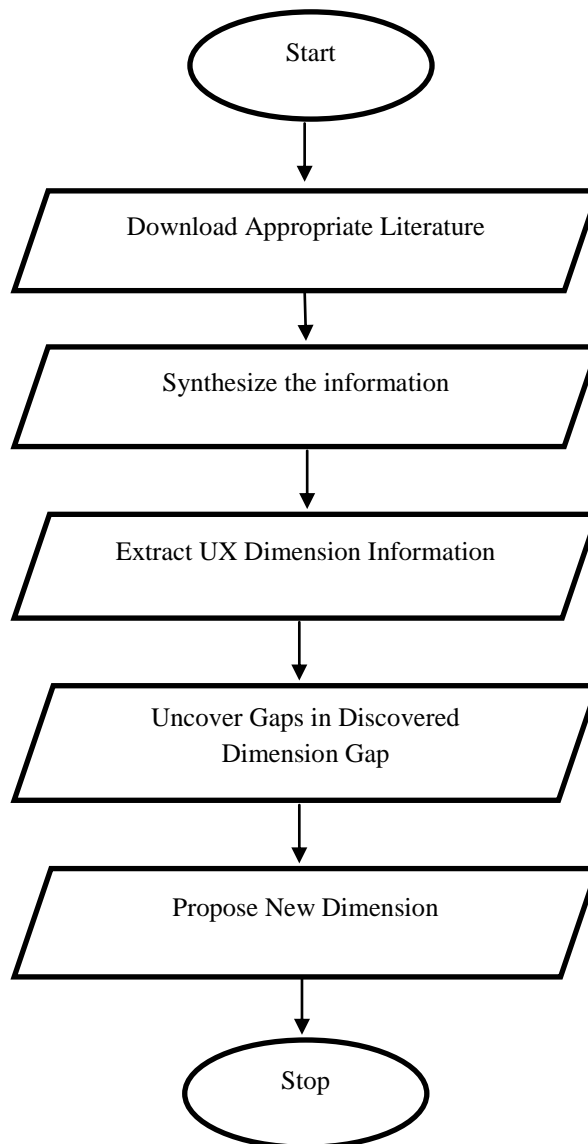 Start
Download Appropriate Literature
Synthesize the information
Extract UX Dimension Information
Uncover Gaps in Discovered
Dimension Gap
Propose New Dimension
Stop